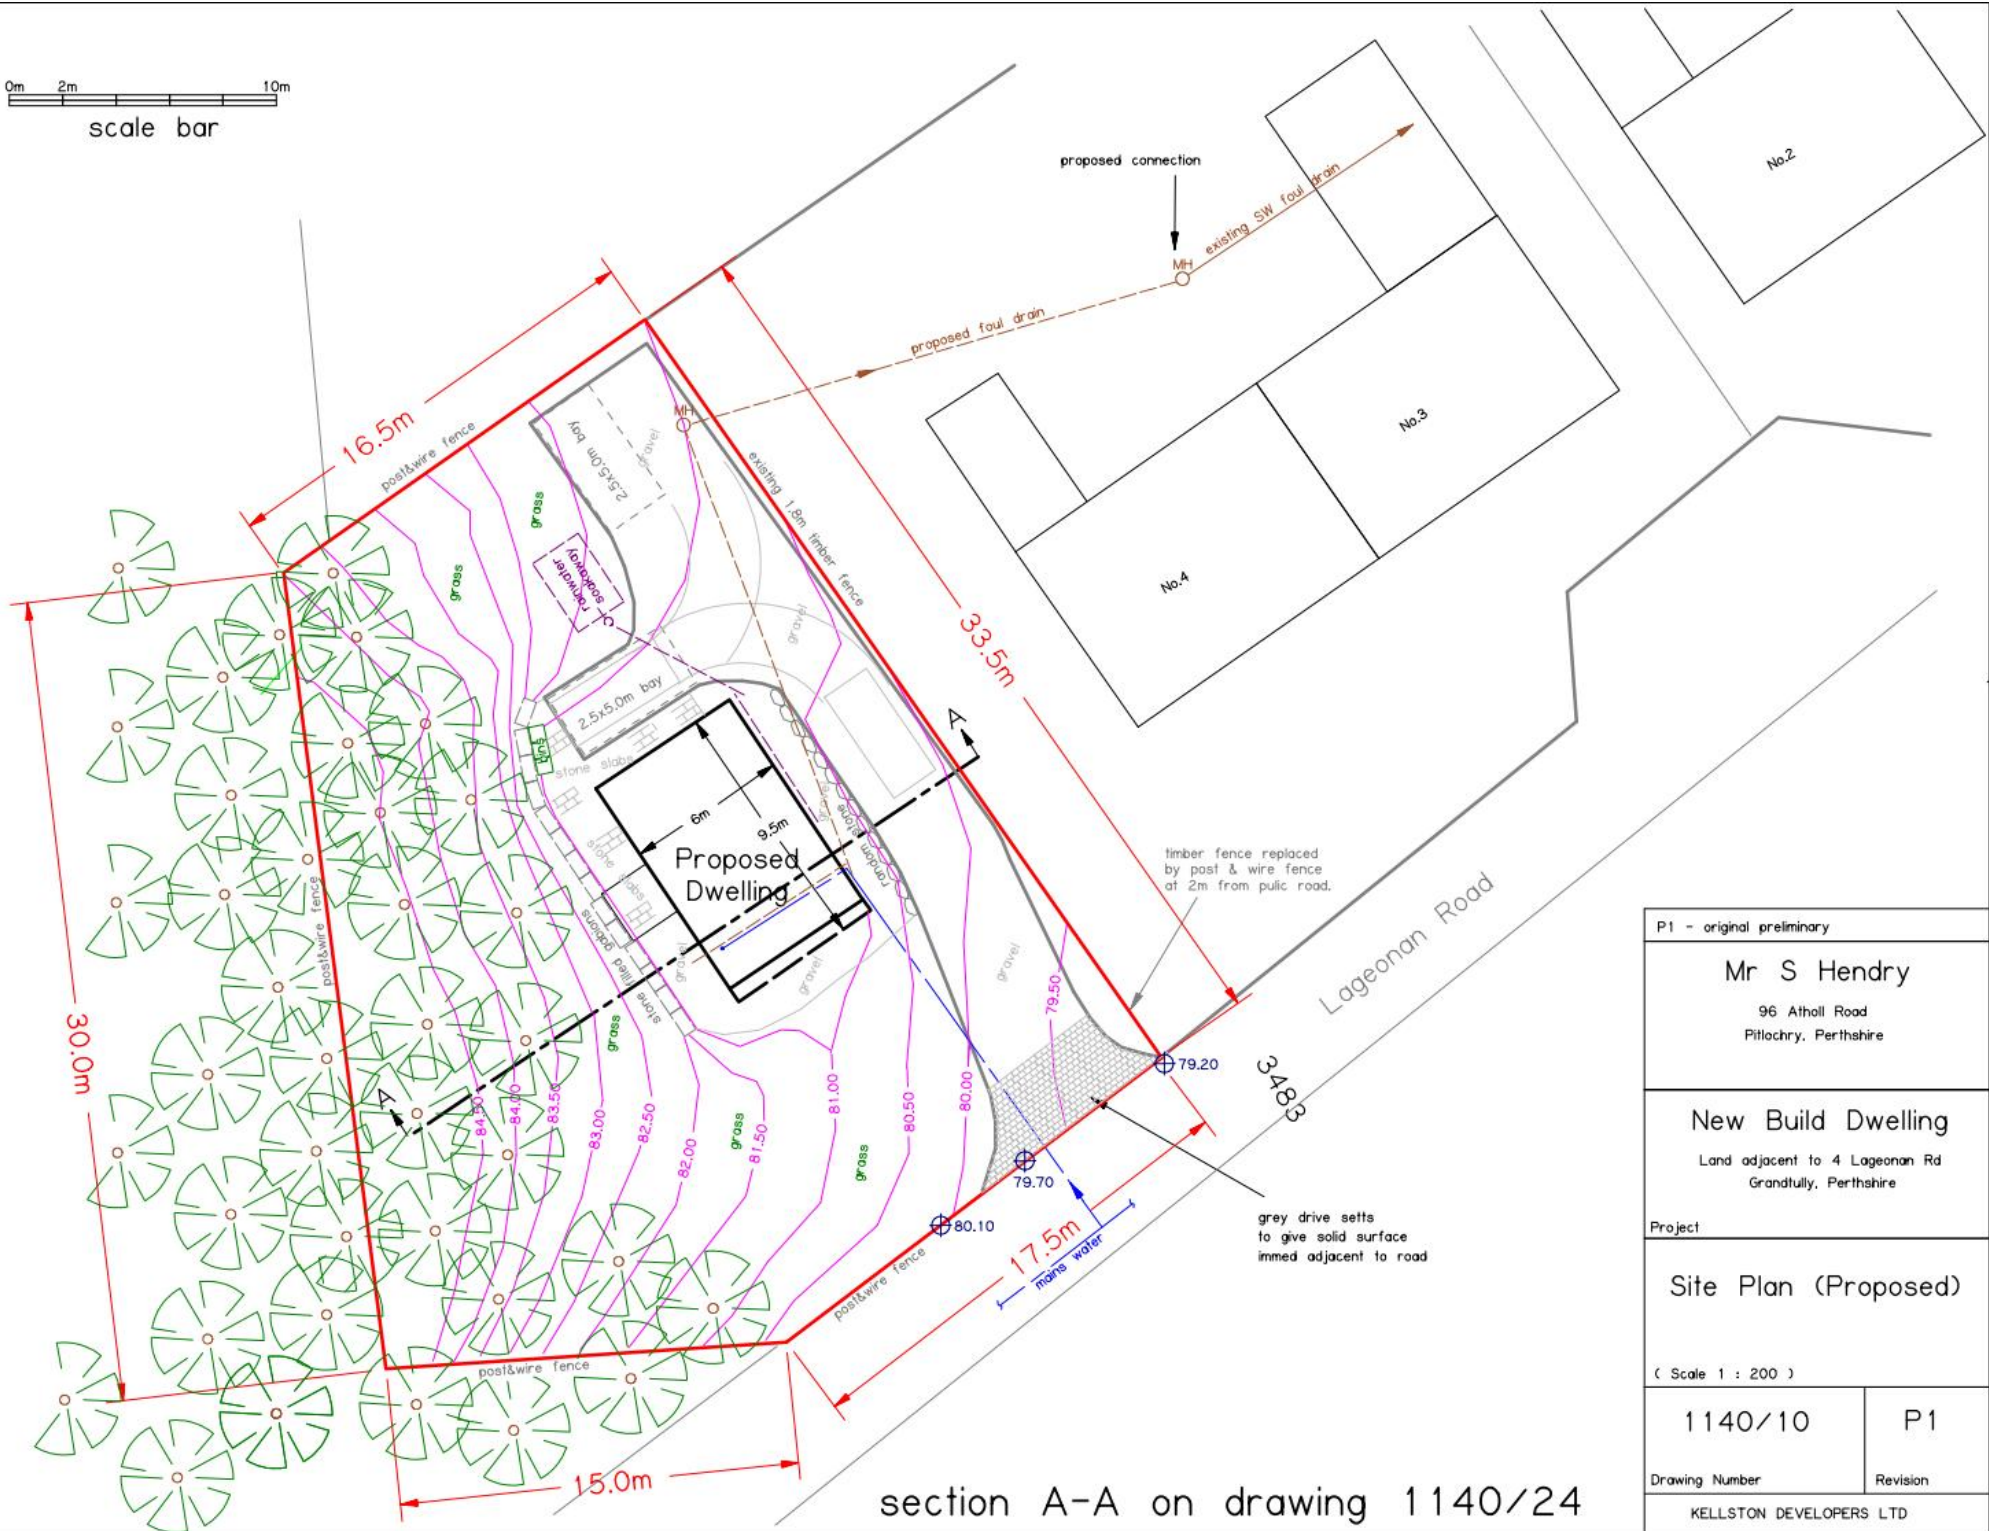 0m 2m 10m
scale bar
proposed connection
MH
existing SW foul drain
No.2
No.3
No.4
proposed foul drain
MH
16.5m
post&wire fence
2.5x5.0m bay
gravel
existing 1.8m timber fence
grass
grass
rainwater
soakaway
33.5m
gravel
2.5x5.0m bay
bins
stone slabs
A
6m
9.5m
gravel
random stone
stone slabs
Proposed
Dwelling
post&wire fence
stone filled gabions
gravel
gravel
gravel
timber fence replaced
by post & wire fence
at 2m from pulic road.
Lageonan Road
30.0m
grass
A
84.50
84.00
83.50
83.00
82.50
82.00
81.50
81.00
80.50
80.00
79.50
grass
grass
79.20
79.70
80.10
3483
17.5m
mains water
post&wire fence
grey drive setts
to give solid surface
immed adjacent to road
post&wire fence
15.0m
section A-A on drawing 1140/24
P1 - original preliminary
Mr S Hendry
96 Atholl Road
Pitlochry, Perthshire
New Build Dwelling
Land adjacent to 4 Lageonan Rd
Grandtully, Perthshire
Project
Site Plan (Proposed)
( Scale 1 : 200 )
1140/10
P1
Drawing Number
Revision
KELLSTON DEVELOPERS LTD